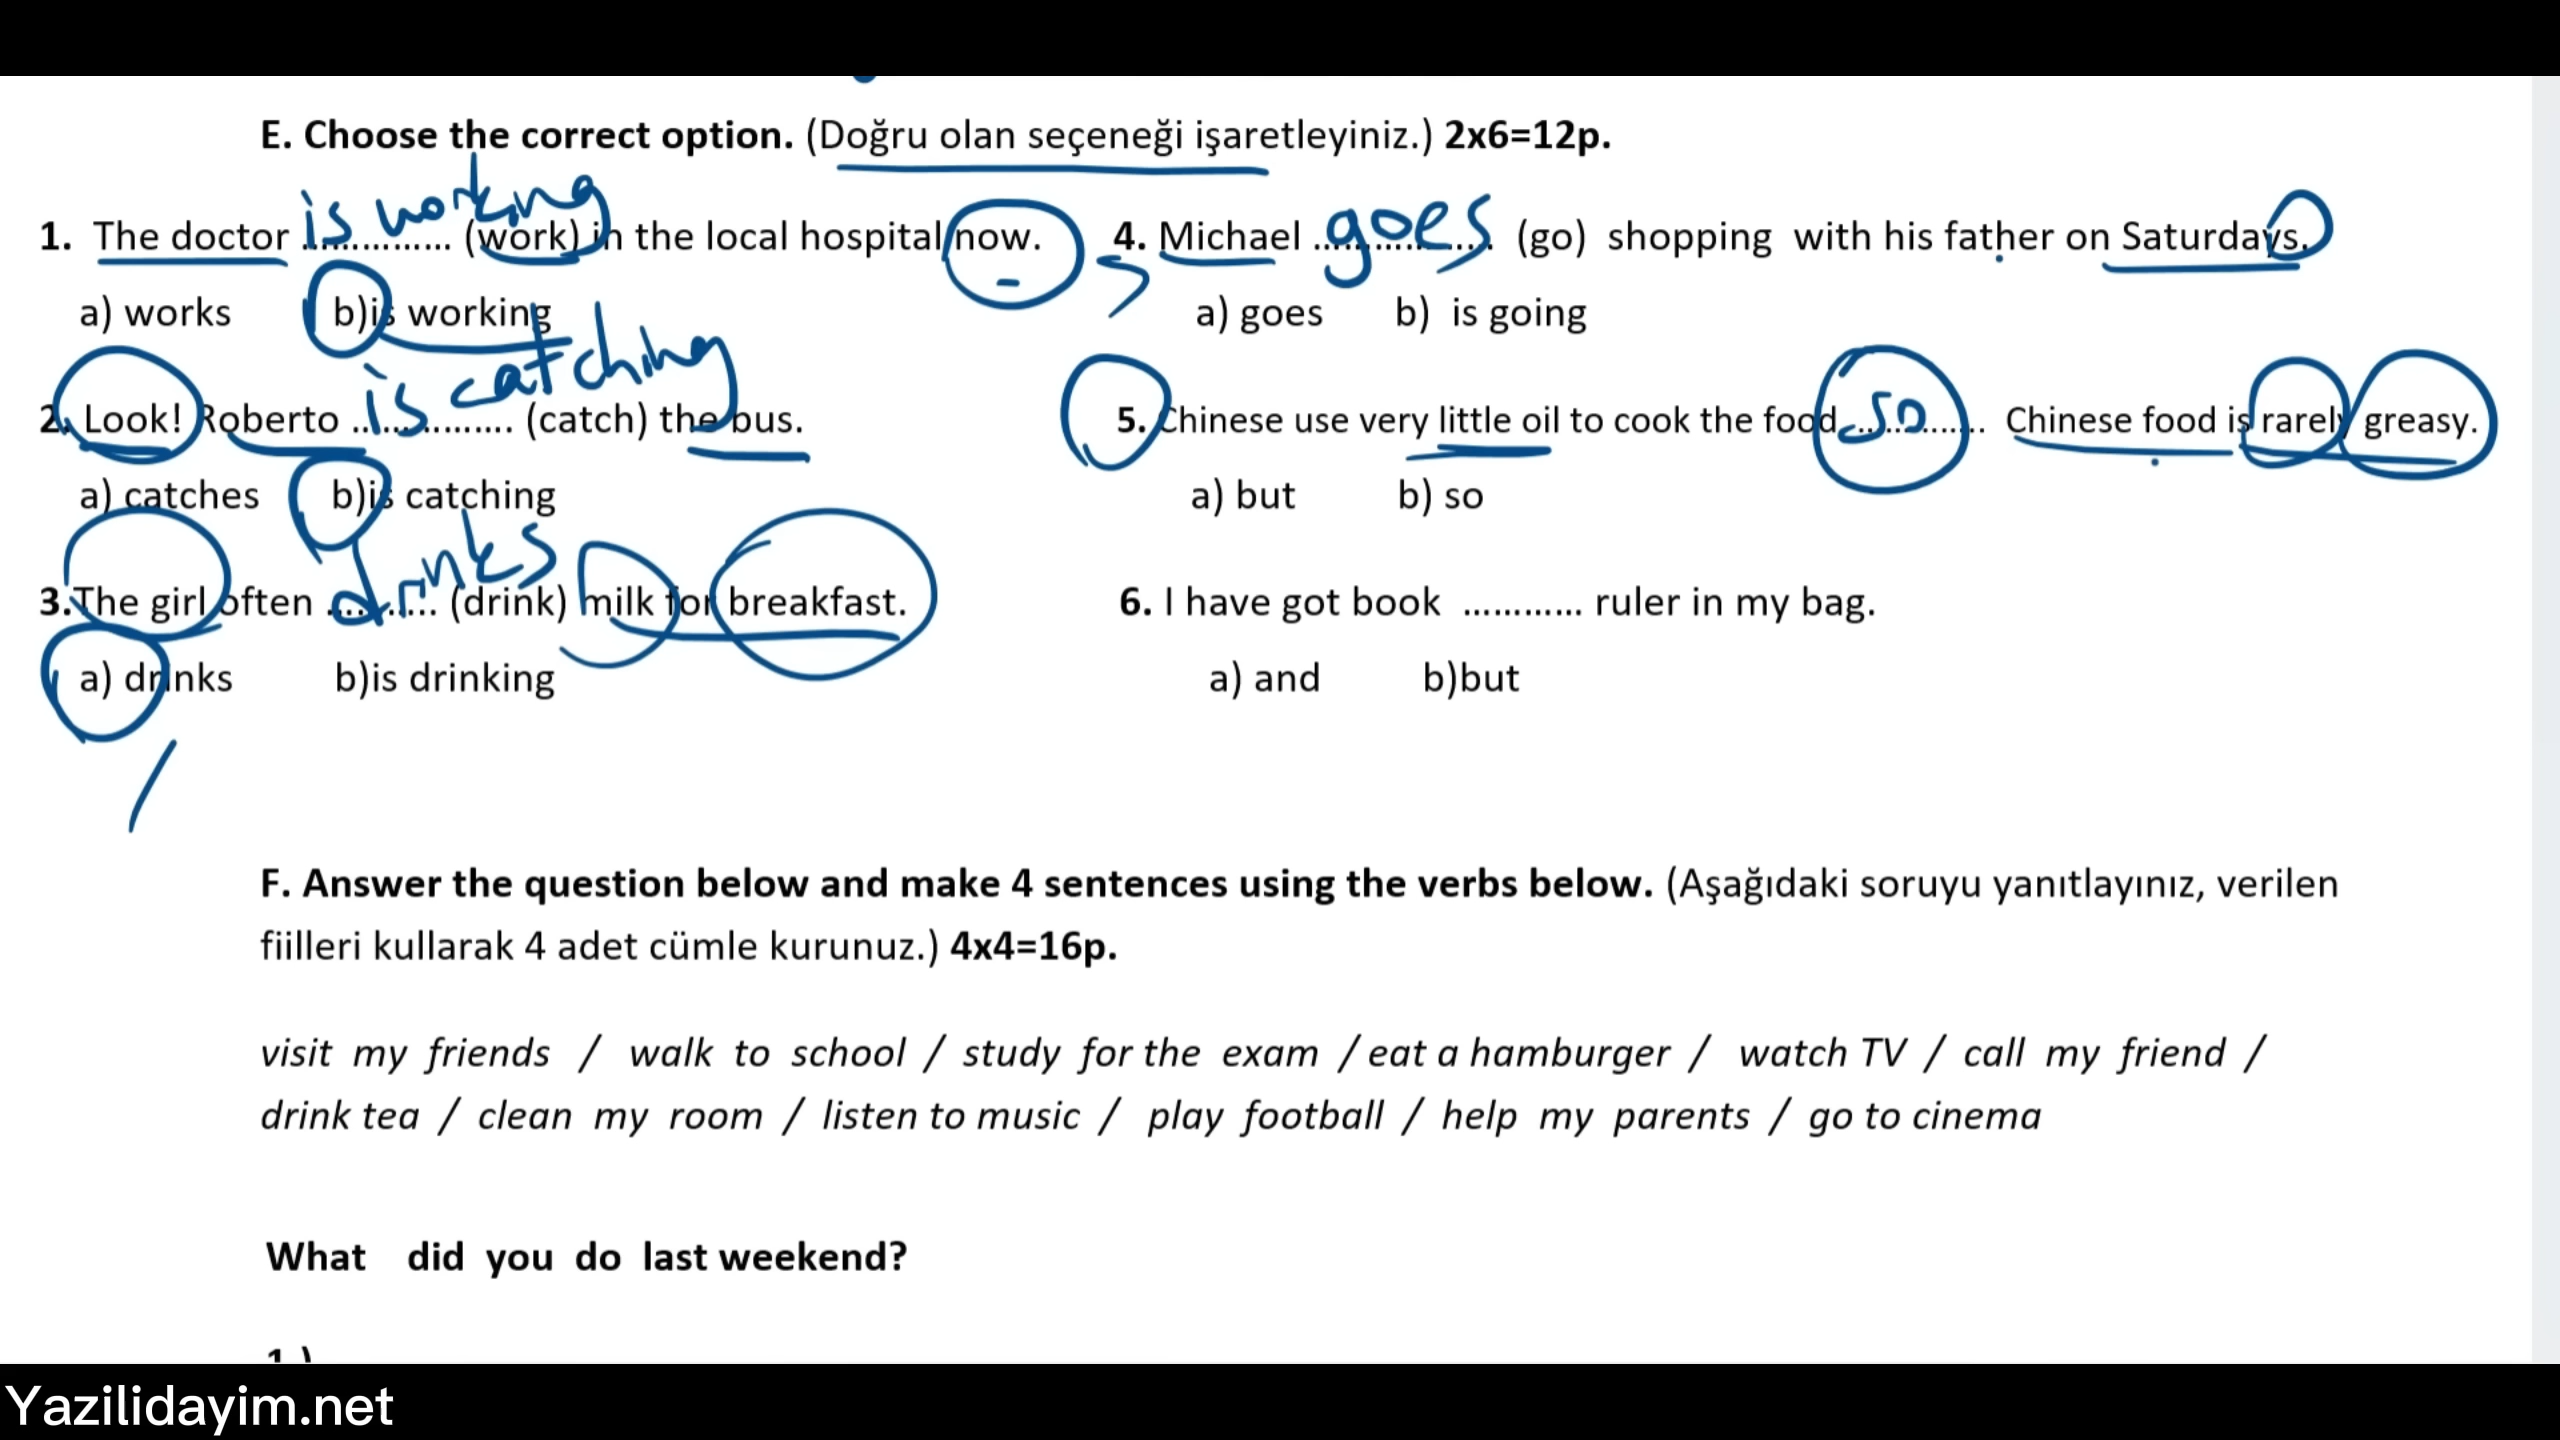 E. Choose the correct option. (Doğru olan seçeneği işaretleyiniz.) 2x6=12p.
is working
1. The doctor ............... (work) in the local hospital now.
a) works b)is working
is catching
2. Look! Roberto ................ (catch) the bus.
a) catches b)is catching
drinks
3.The girl often ........... (drink) milk for breakfast.
a) drinks b)is drinking
goes
4. Michael .................. (go) shopping with his father on Saturdays.
a) goes b) is going
so
5. Chinese use very little oil to cook the food............... Chinese food is rarely greasy.
a) but b) so
6. I have got book ............ ruler in my bag.
a) and b)but
F. Answer the question below and make 4 sentences using the verbs below. (Aşağıdaki soruyu yanıtlayınız, verilen
fiilleri kullarak 4 adet cümle kurunuz.) 4x4=16p.
visit my friends / walk to school / study for the exam / eat a hamburger / watch TV / call my friend /
drink tea / clean my room / listen to music / play football / help my parents / go to cinema
What did you do last weekend?
1.)
Yazilidayim.net